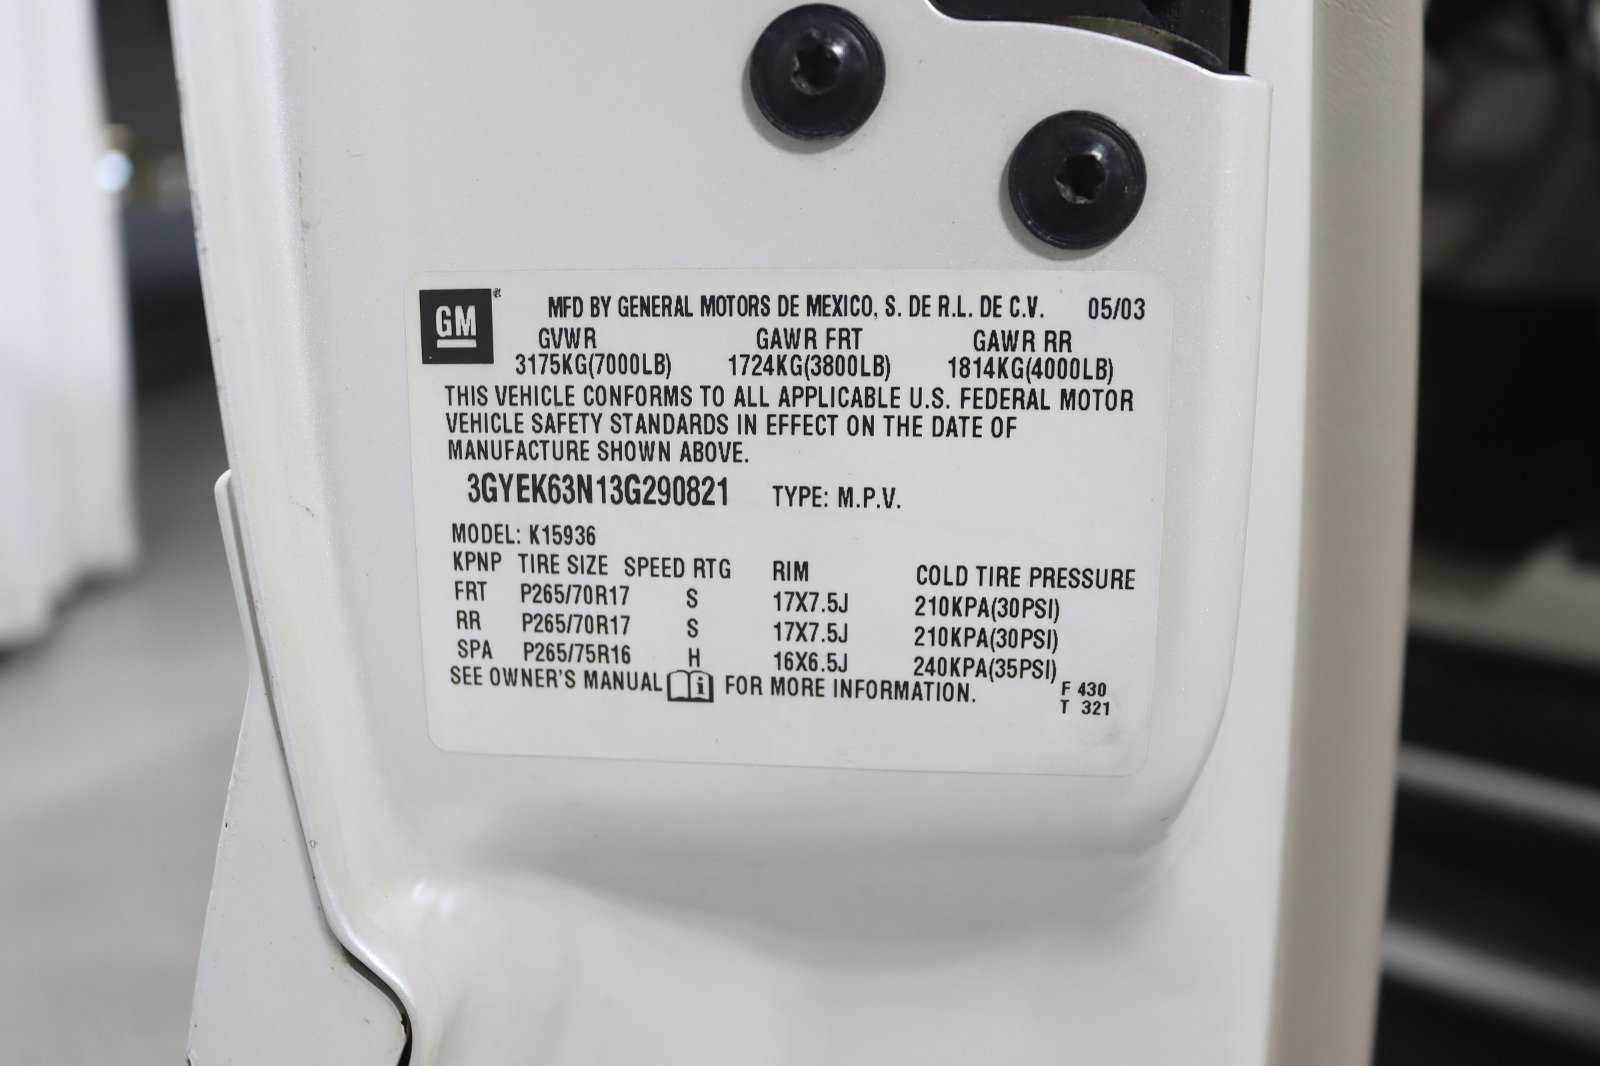 GM® MFD BY GENERAL MOTORS DE MEXICO, S. DE R.L. DE C.V. 05/03
GVWR GAWR FRT GAWR RR
3175KG(7000LB) 1724KG(3800LB) 1814KG(4000LB)
THIS VEHICLE CONFORMS TO ALL APPLICABLE U.S. FEDERAL MOTOR
VEHICLE SAFETY STANDARDS IN EFFECT ON THE DATE OF
MANUFACTURE SHOWN ABOVE.
3GYEK63N13G290821 TYPE: M.P.V.
MODEL: K15936
KPNP TIRE SIZE SPEED RTG RIM COLD TIRE PRESSURE
FRT P265/70R17 S 17X7.5J 210KPA(30PSI)
RR P265/70R17 S 17X7.5J 210KPA(30PSI)
SPA P265/75R16 H 16X6.5J 240KPA(35PSI)
SEE OWNER'S MANUAL i FOR MORE INFORMATION. F 430
T 321